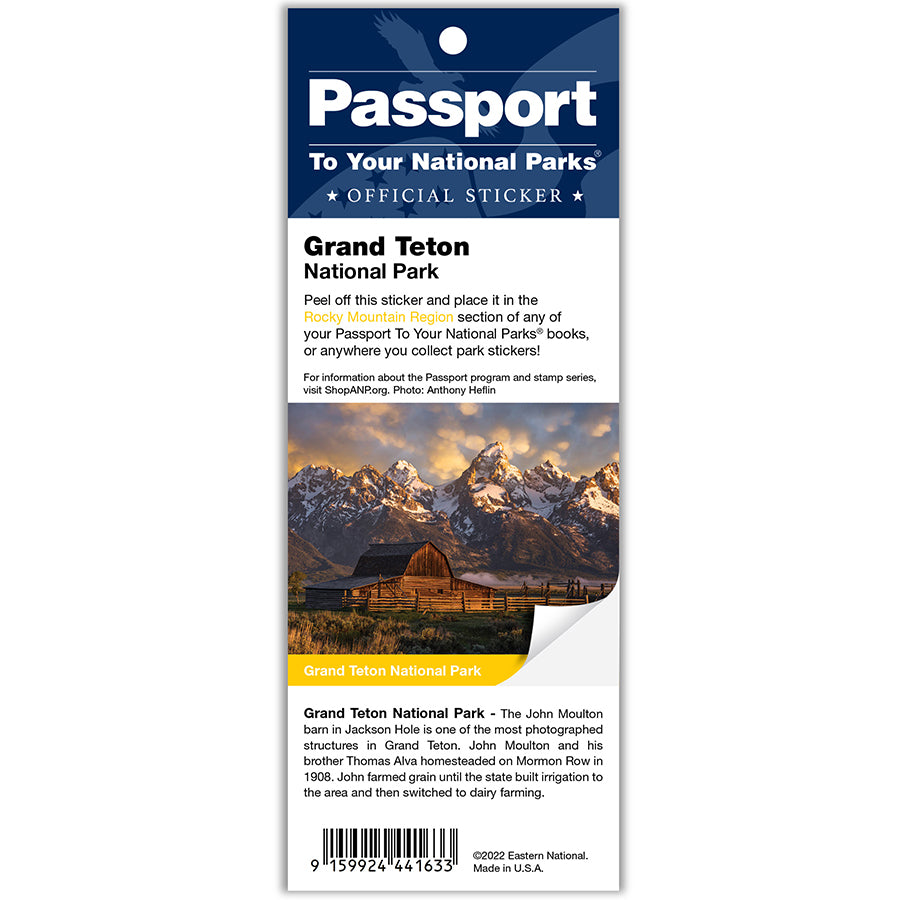 Passport
To Your National Parks®
★ OFFICIAL STICKER ★
Grand Teton
National Park
Peel off this sticker and place it in the
Rocky Mountain Region section of any of
your Passport To Your National Parks® books,
or anywhere you collect park stickers!
For information about the Passport program and stamp series,
visit ShopANP.org. Photo: Anthony Heflin
Grand Teton National Park
Grand Teton National Park - The John Moulton
barn in Jackson Hole is one of the most photographed
structures in Grand Teton. John Moulton and his
brother Thomas Alva homesteaded on Mormon Row in
1908. John farmed grain until the state built irrigation to
the area and then switched to dairy farming.
9 159924 441633
©2022 Eastern National.
Made in U.S.A.